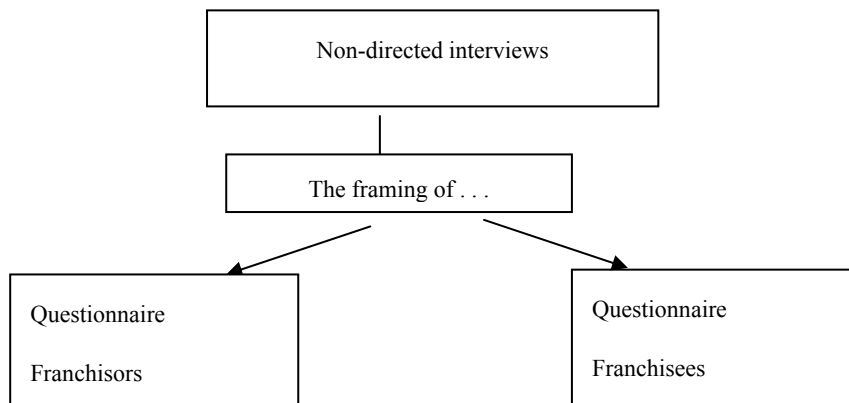 Non-directed interviews
The framing of . . .
Questionnaire
Franchisors
Questionnaire
Franchisees